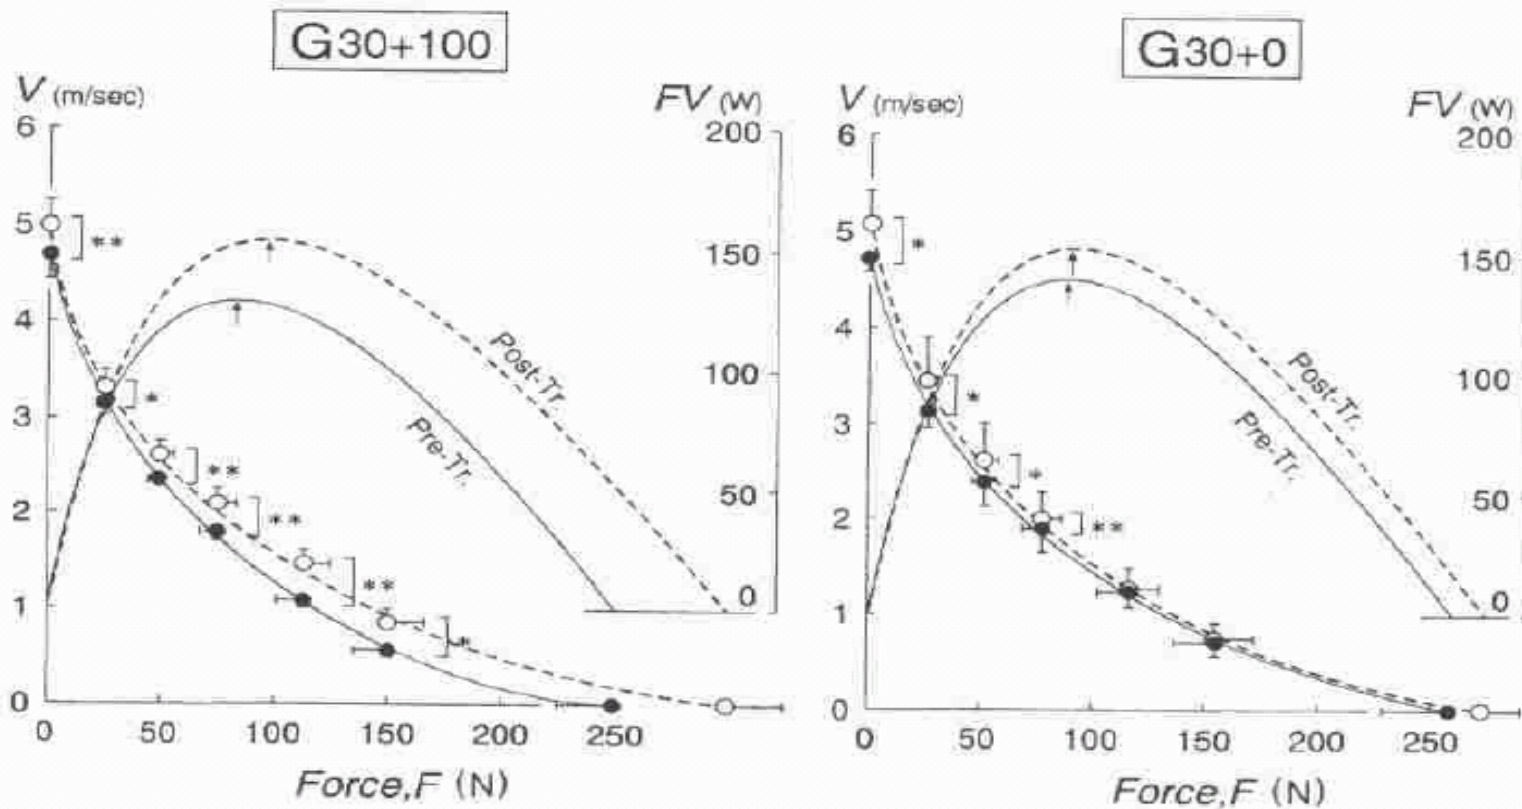 G30+100
V (m/sec)
FV (W)
6
5
4
3
2
1
0
200
150
100
50
0
**
*
**
**
**
*
Post-Tr.
Pre-Tr.
0 50 100 150 200 250
Force,F (N)
G30+0
V (m/sec)
FV (W)
6
5
4
3
2
1
0
200
150
100
50
0
*
*
*
**
Post-Tr.
Pre-Tr.
0 50 100 150 200 250
Force,F (N)